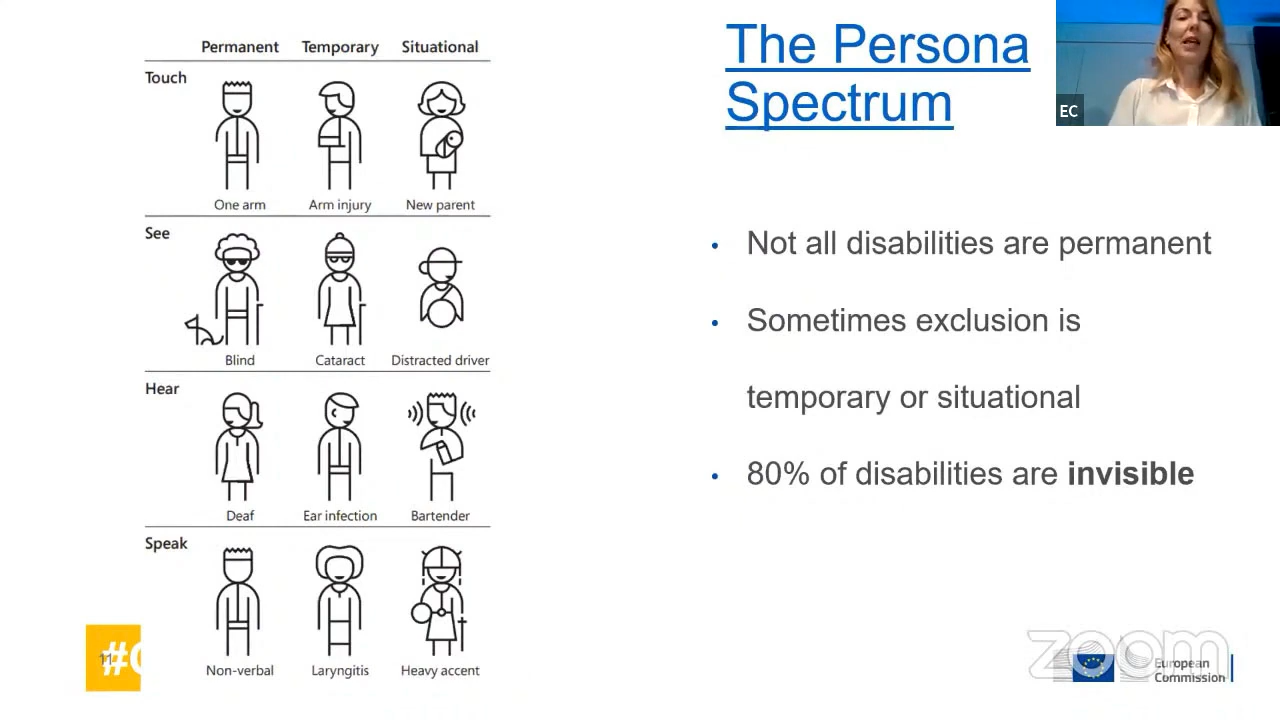 Permanent Temporary Situational
Touch
One arm Arm injury New parent
See
Blind Cataract Distracted driver
Hear
Deaf Ear infection Bartender
Speak
Non-verbal Laryngitis Heavy accent
The Persona
Spectrum
EC
• Not all disabilities are permanent
• Sometimes exclusion is
temporary or situational
• 80% of disabilities are invisible
11
zoom
European
Commission